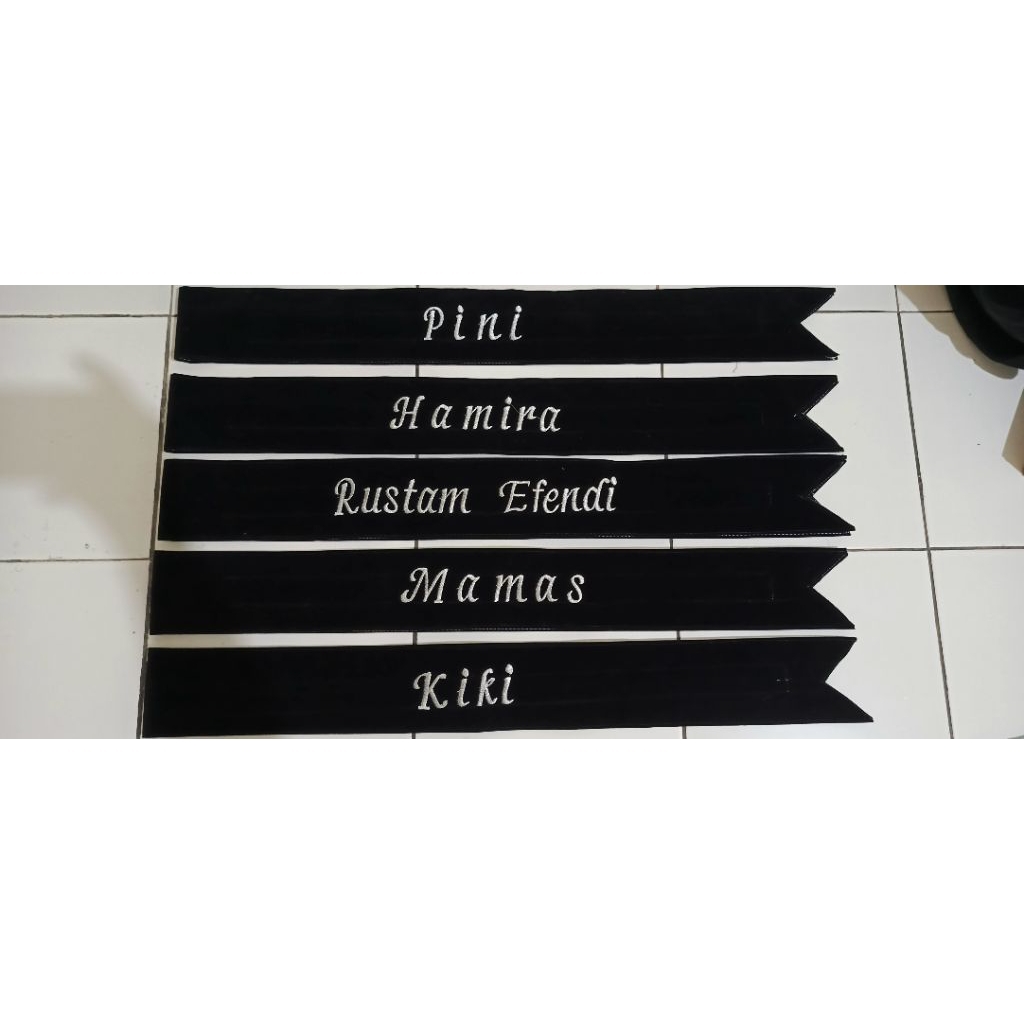 Pini
Hamira
Rustam Efendi
Mamas
Kiki